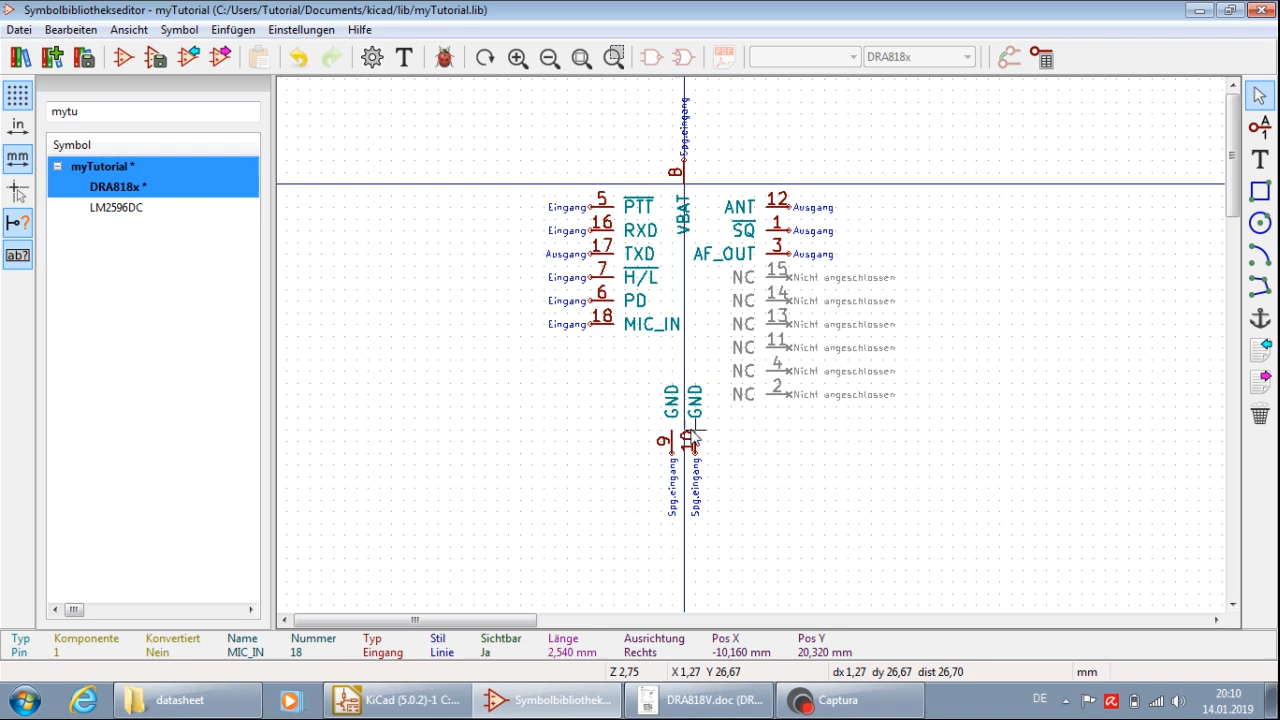 Symbolbibliothekseditor - myTutorial (C:/Users/Tutorial/Documents/kicad/lib/myTutorial.lib)
Datei Bearbeiten Ansicht Symbol Einfügen Einstellungen Hilfe
DRA818x
in
mm
ab?
mytu
Symbol
myTutorial *
DRA818x *
LM2596DC
Spg.eingang
8
VBAT
Eingang 5 PTT
Eingang 16 RXD
Ausgang 17 TXD
Eingang 7 H/L
Eingang 6 PD
Eingang 18 MIC_IN
ANT 12 Ausgang
SQ 1 Ausgang
AF_OUT 3 Ausgang
NC 15 Nicht angeschlossen
NC 14 Nicht angeschlossen
NC 13 Nicht angeschlossen
NC 11 Nicht angeschlossen
NC 4 Nicht angeschlossen
NC 2 Nicht angeschlossen
GND GND
9 10
Spg.eingang Spg.eingang
Typ Komponente Konvertiert Name Nummer Typ Stil Sichtbar Länge Ausrichtung Pos X Pos Y
Pin 1 Nein MIC_IN 18 Eingang Linie Ja 2,540 mm Rechts -10,160 mm 20,320 mm
Z 2,75 X 1,27 Y 26,67 dx 1,27 dy 26,67 dist 26,70 mm
datasheet KiCad (5.0.2)-1 C:... Symbolbibliothek... DRA818V.doc (DR... Captura DE 20:10
14.01.2019